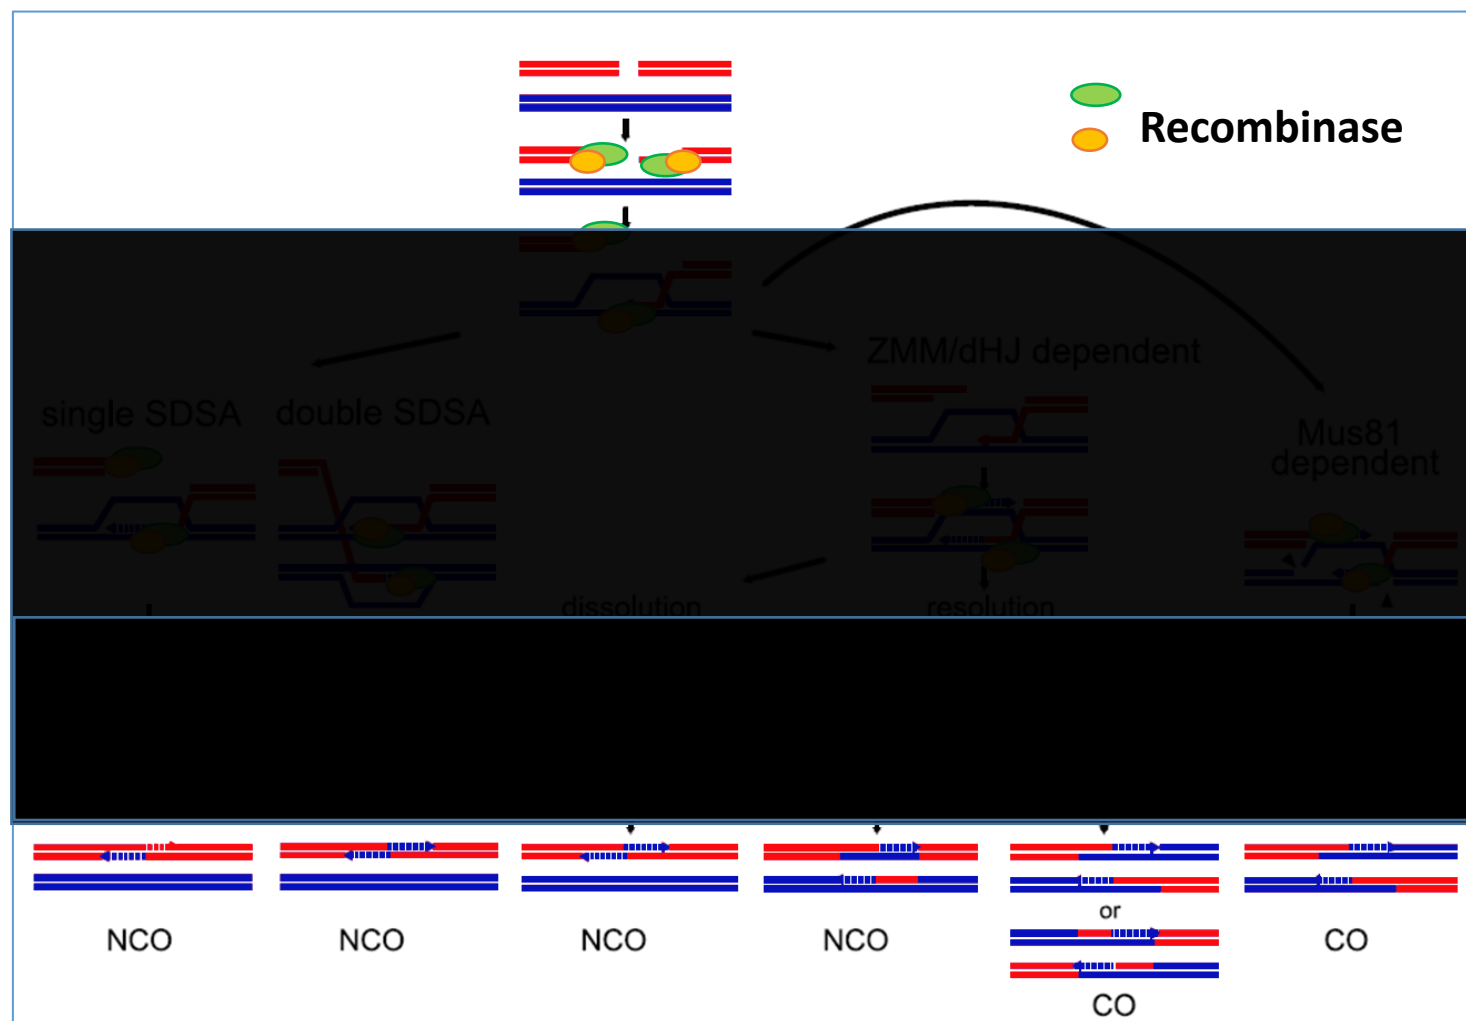 Recombinase
ZMM/dHJ dependent
single SDSA
double SDSA
Mus81
dependent
dissolution
resolution
NCO
NCO
NCO
NCO
or
CO
CO